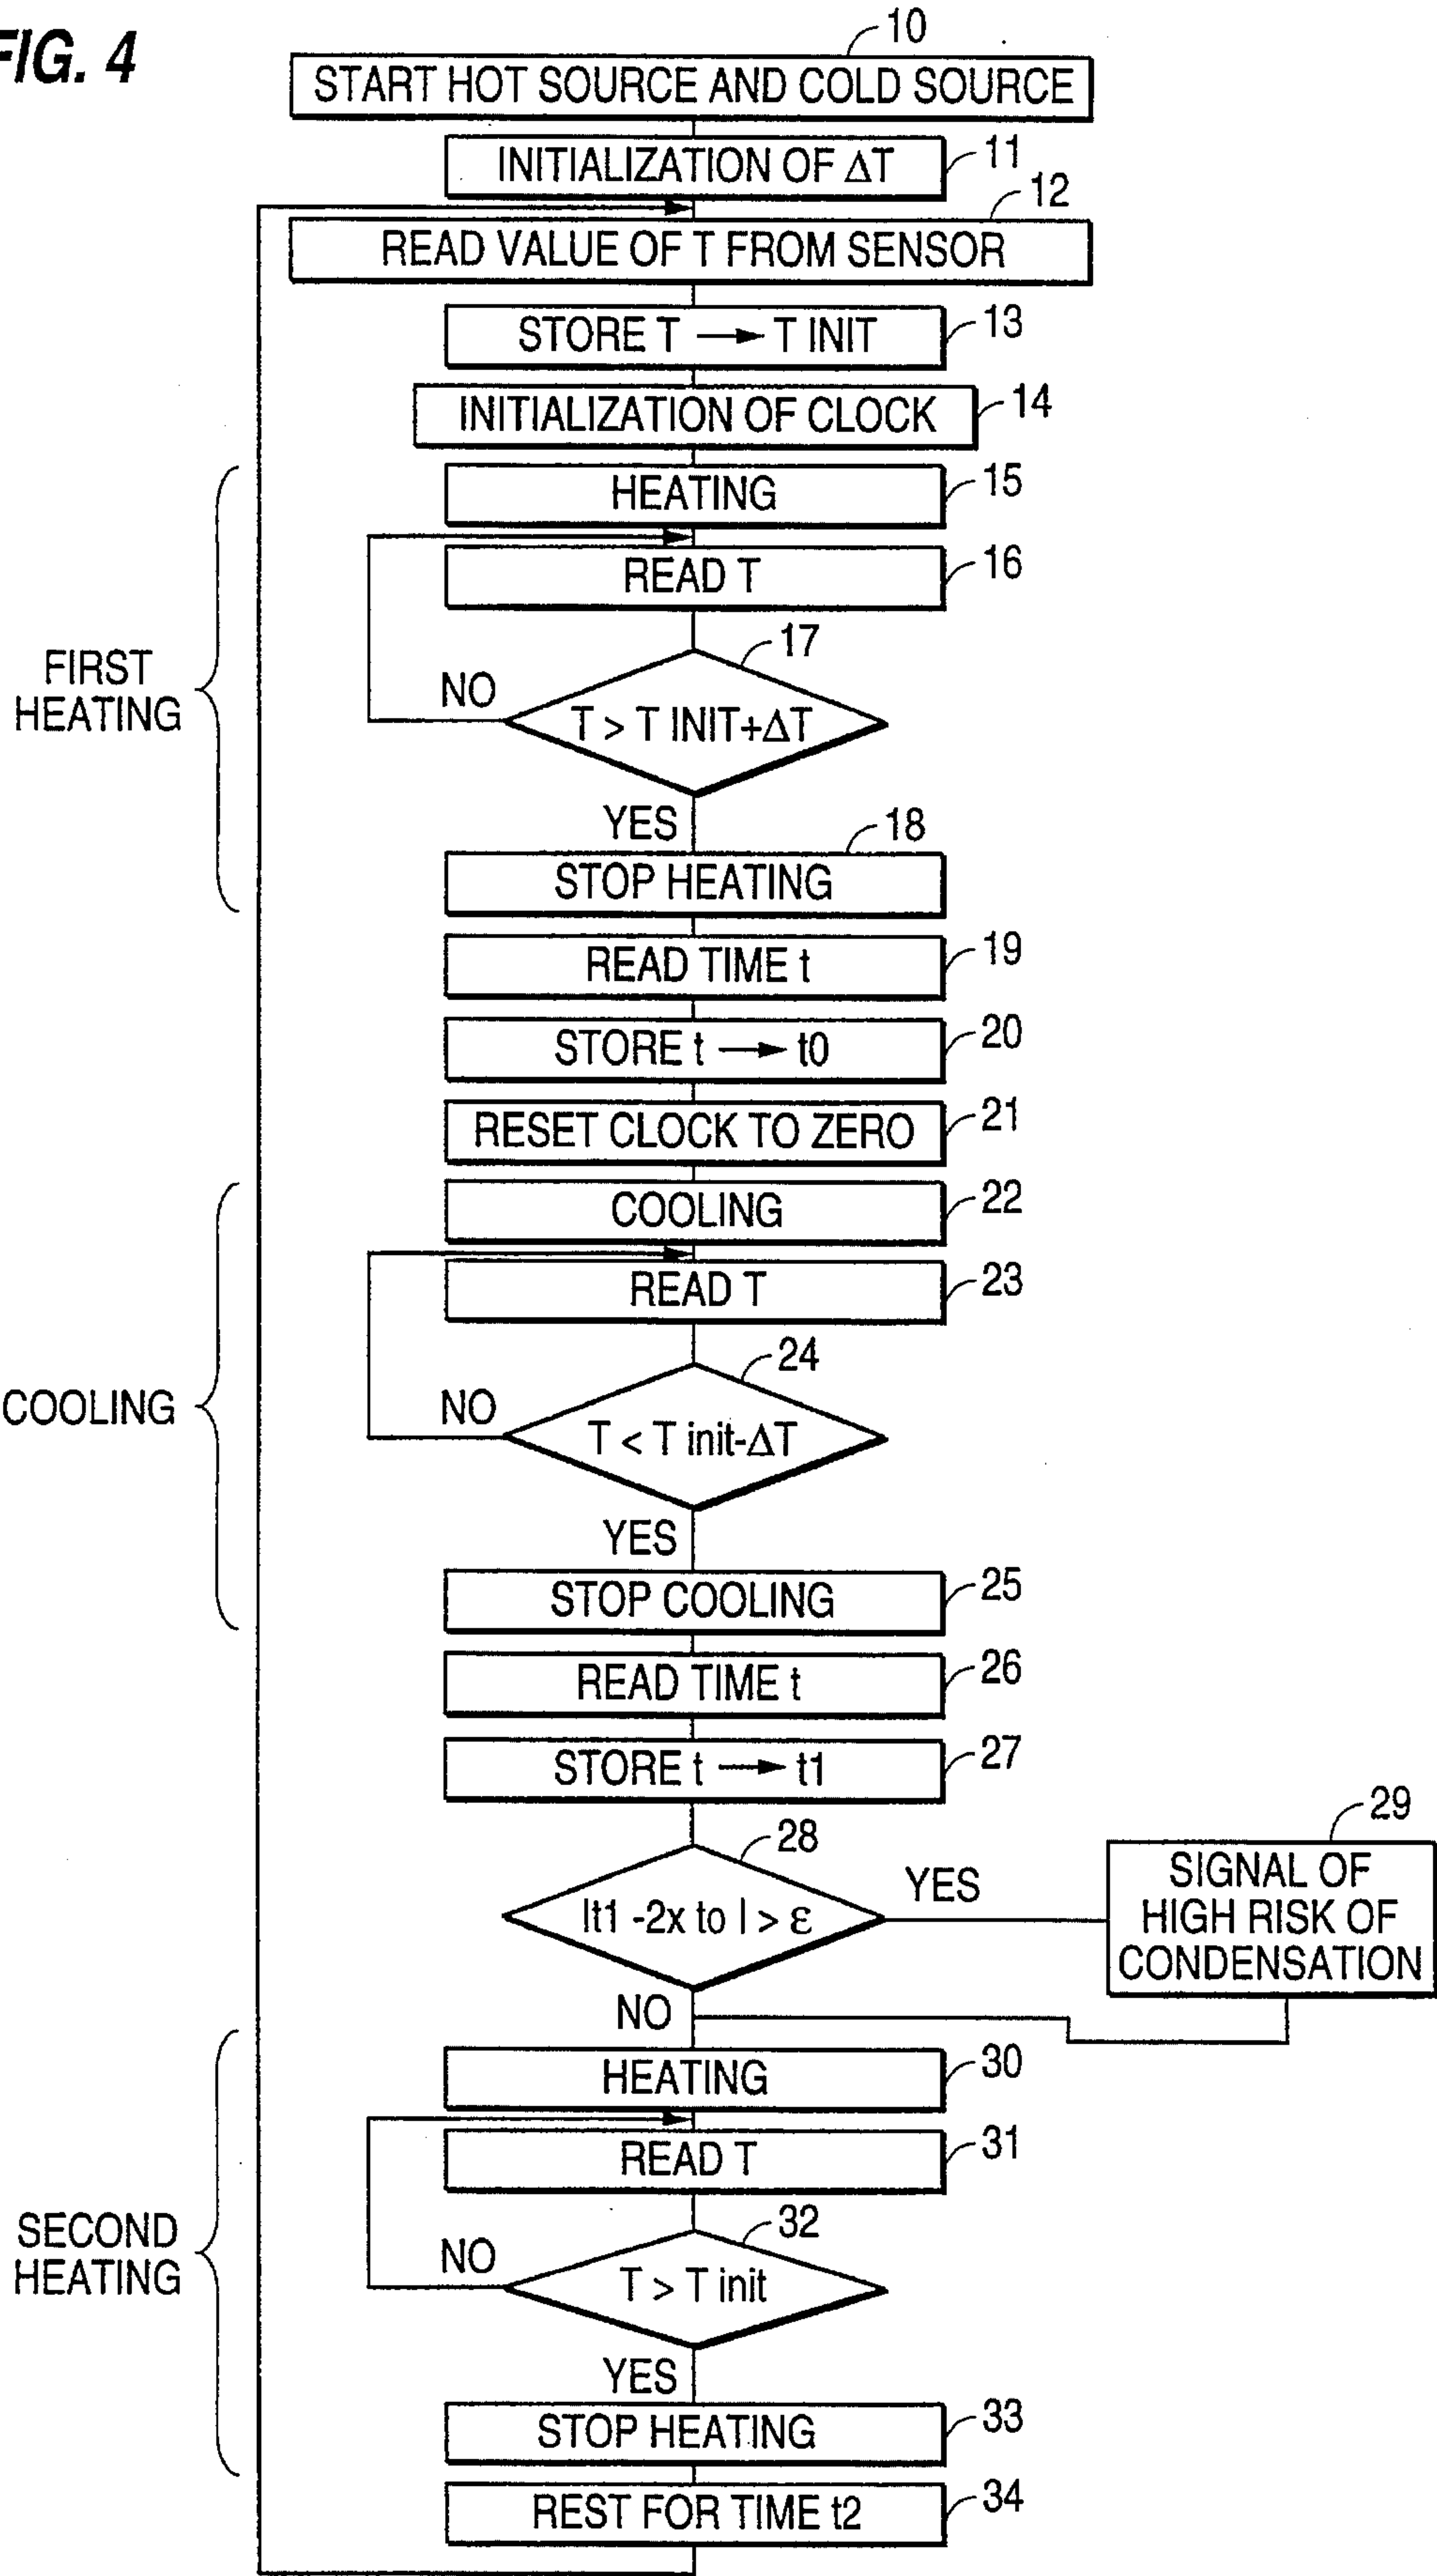 FIG. 4
10
START HOT SOURCE AND COLD SOURCE
INITIALIZATION OF ΔT
11
12
READ VALUE OF T FROM SENSOR
STORE T → T INIT
13
INITIALIZATION OF CLOCK
14
HEATING
15
READ T
16
17
FIRST
HEATING
NO
T > T INIT+ΔT
YES
18
STOP HEATING
READ TIME t
19
STORE t → t0
20
RESET CLOCK TO ZERO
21
COOLING
22
READ T
23
24
COOLING
NO
T < T init-ΔT
YES
STOP COOLING
25
READ TIME t
26
STORE t → t1
27
28
29
It1 -2x to I > ε
YES
SIGNAL OF
HIGH RISK OF
CONDENSATION
NO
HEATING
30
READ T
31
32
SECOND
HEATING
NO
T > T init
YES
STOP HEATING
33
REST FOR TIME t2
34